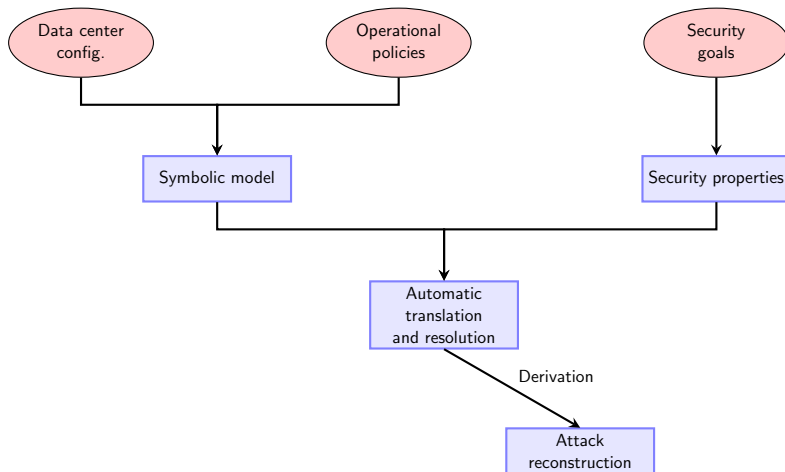 Data center
config.
Operational
policies
Security
goals
Symbolic model
Security properties
Automatic
translation
and resolution
Derivation
Attack
reconstruction